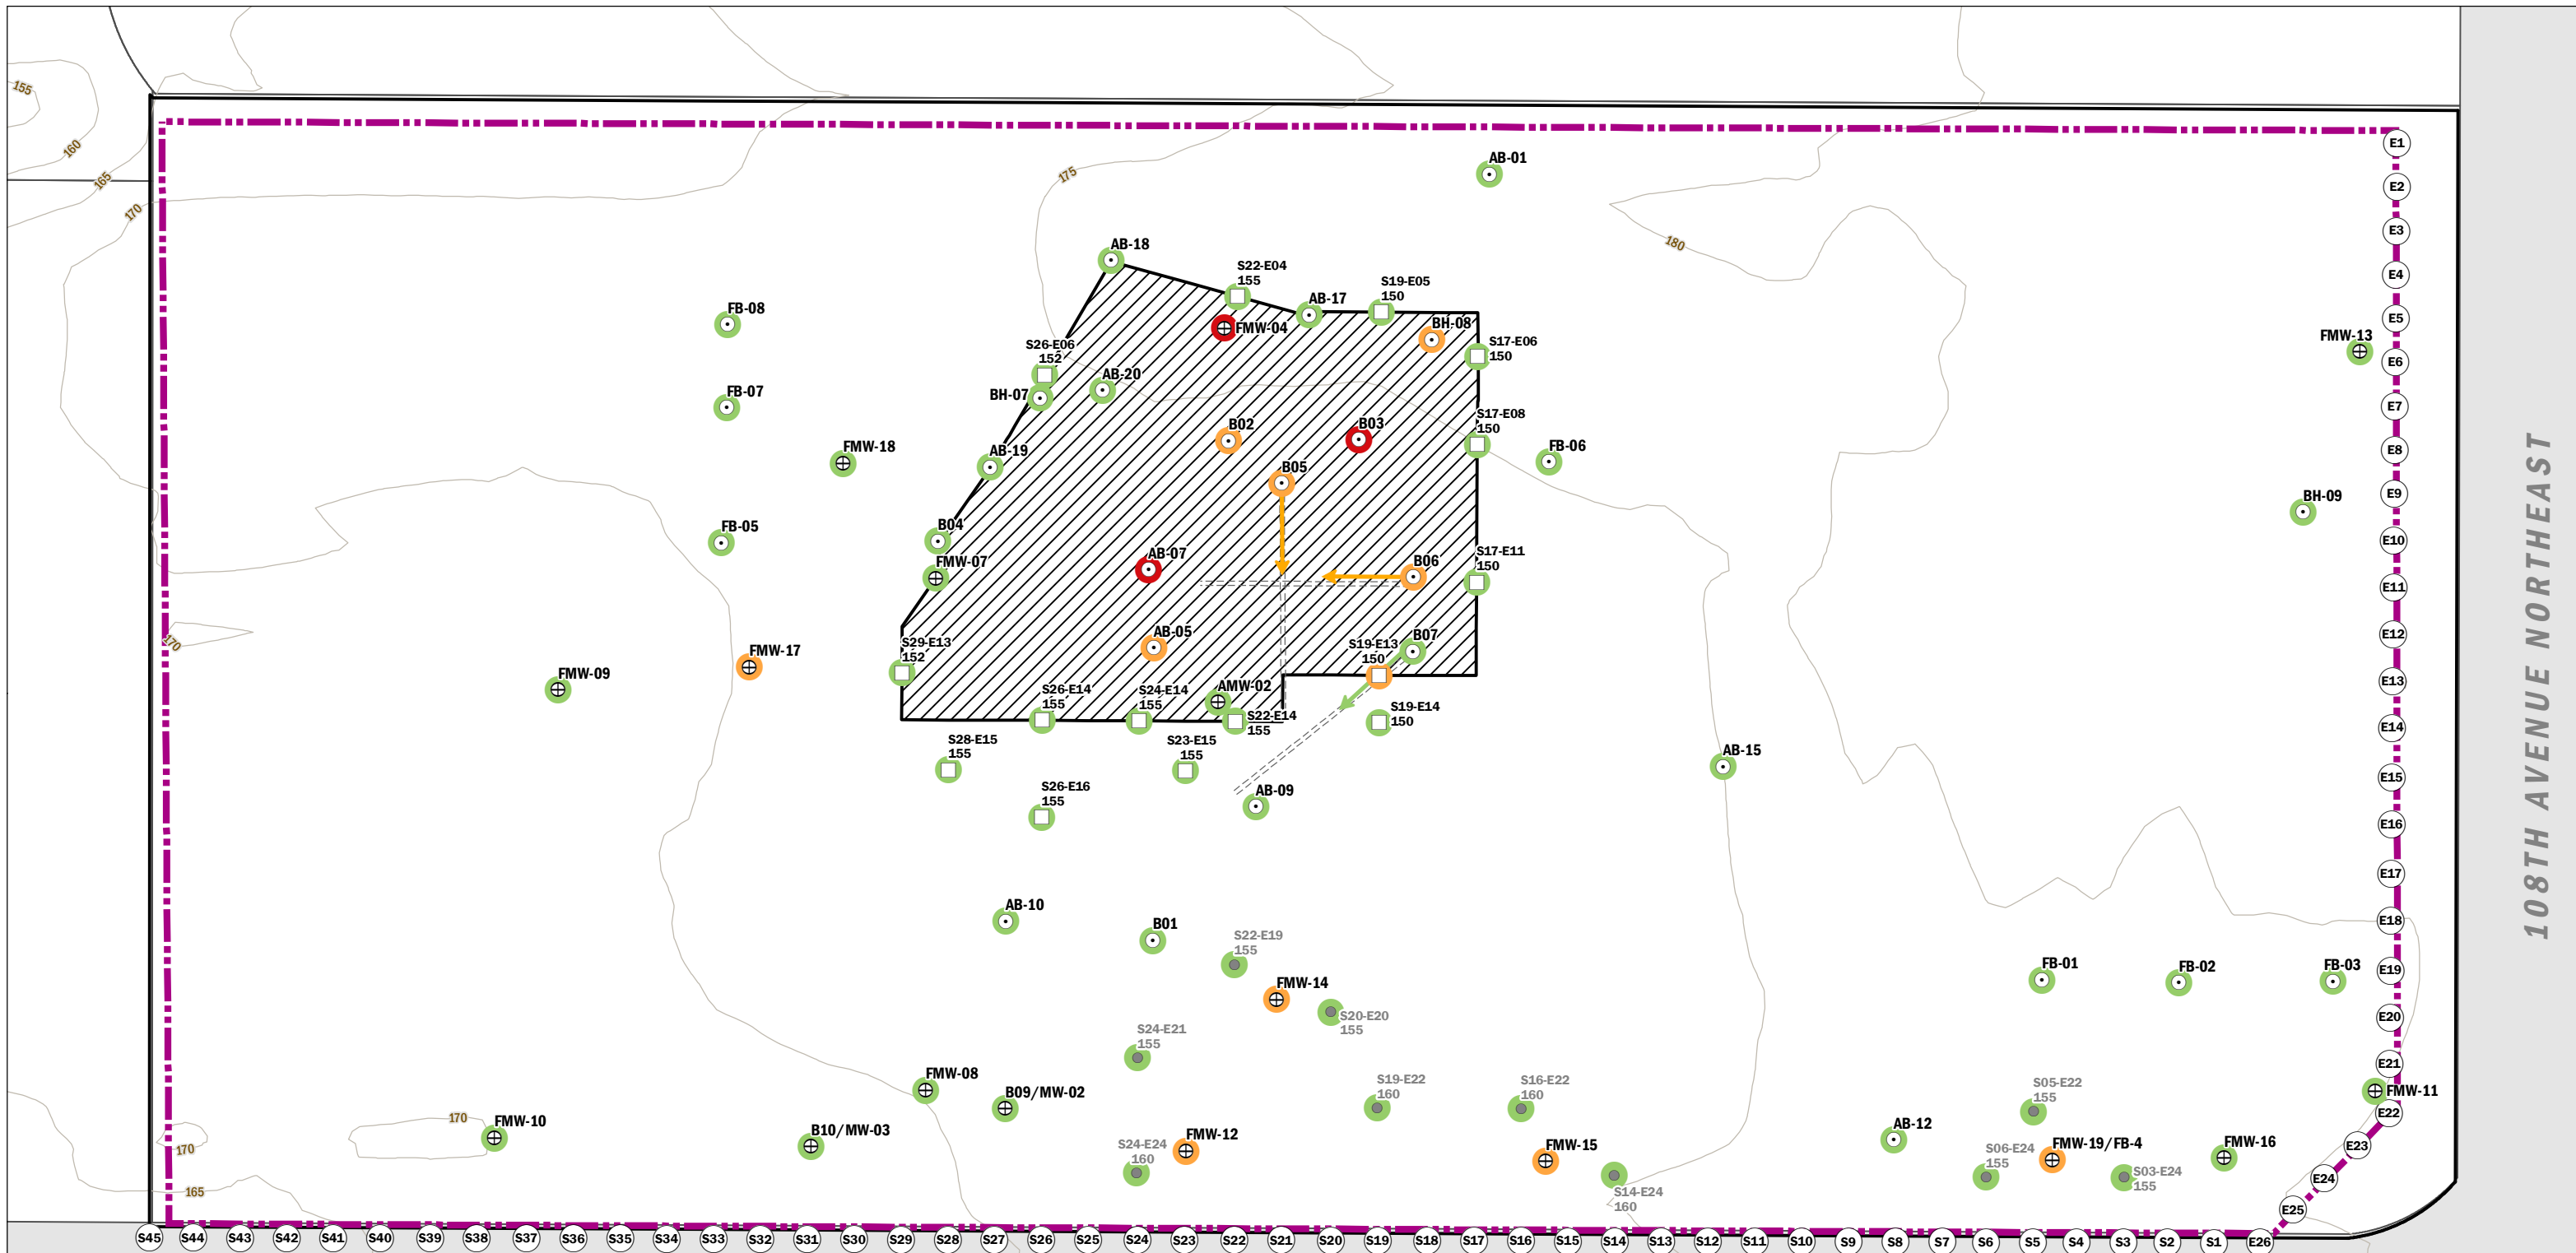 155
160
165
170
175
180
170
170
170
165
AB-01
AB-18
S22-E04
155
AB-17
S19-E05
150
FMW-04
BH-08
S17-E06
150
FB-08
S26-E06
152
AB-20
BH-07
FB-07
FMW-13
B02
B03
S17-E08
150
FMW-18
AB-19
FB-06
B05
BH-09
B04
FB-05
FMW-07
AB-07
B06
S17-E11
150
AB-05
S19-E13
150
B07
S29-E13
152
FMW-17
FMW-09
S26-E14
155
S24-E14
155
AMW-02
S22-E14
155
S19-E14
150
S28-E15
155
S23-E15
155
AB-15
S26-E16
155
AB-09
AB-10
B01
S22-E19
155
FB-01
FB-02
FB-03
FMW-14
S20-E20
155
S24-E21
155
FMW-08
B09/MW-02
S19-E22
160
S16-E22
160
S05-E22
155
FMW-11
FMW-10
B10/MW-03
S24-E24
160
FMW-12
FMW-15
S14-E24
160
AB-12
S06-E24
155
FMW-19/FB-4
S03-E24
155
FMW-16
E1
E2
E3
E4
E5
E6
E7
E8
E9
E10
E11
E12
E13
E14
E15
E16
E17
E18
E19
E20
E21
E22
E23
E24
E25
S45
S44
S43
S42
S41
S40
S39
S38
S37
S36
S35
S34
S33
S32
S31
S30
S29
S28
S27
S26
S25
S24
S23
S22
S21
S20
S19
S18
S17
S16
S15
S14
S13
S12
S11
S10
S9
S8
S7
S6
S5
S4
S3
S2
S1
E26
108TH AVENUE NORTHEAST